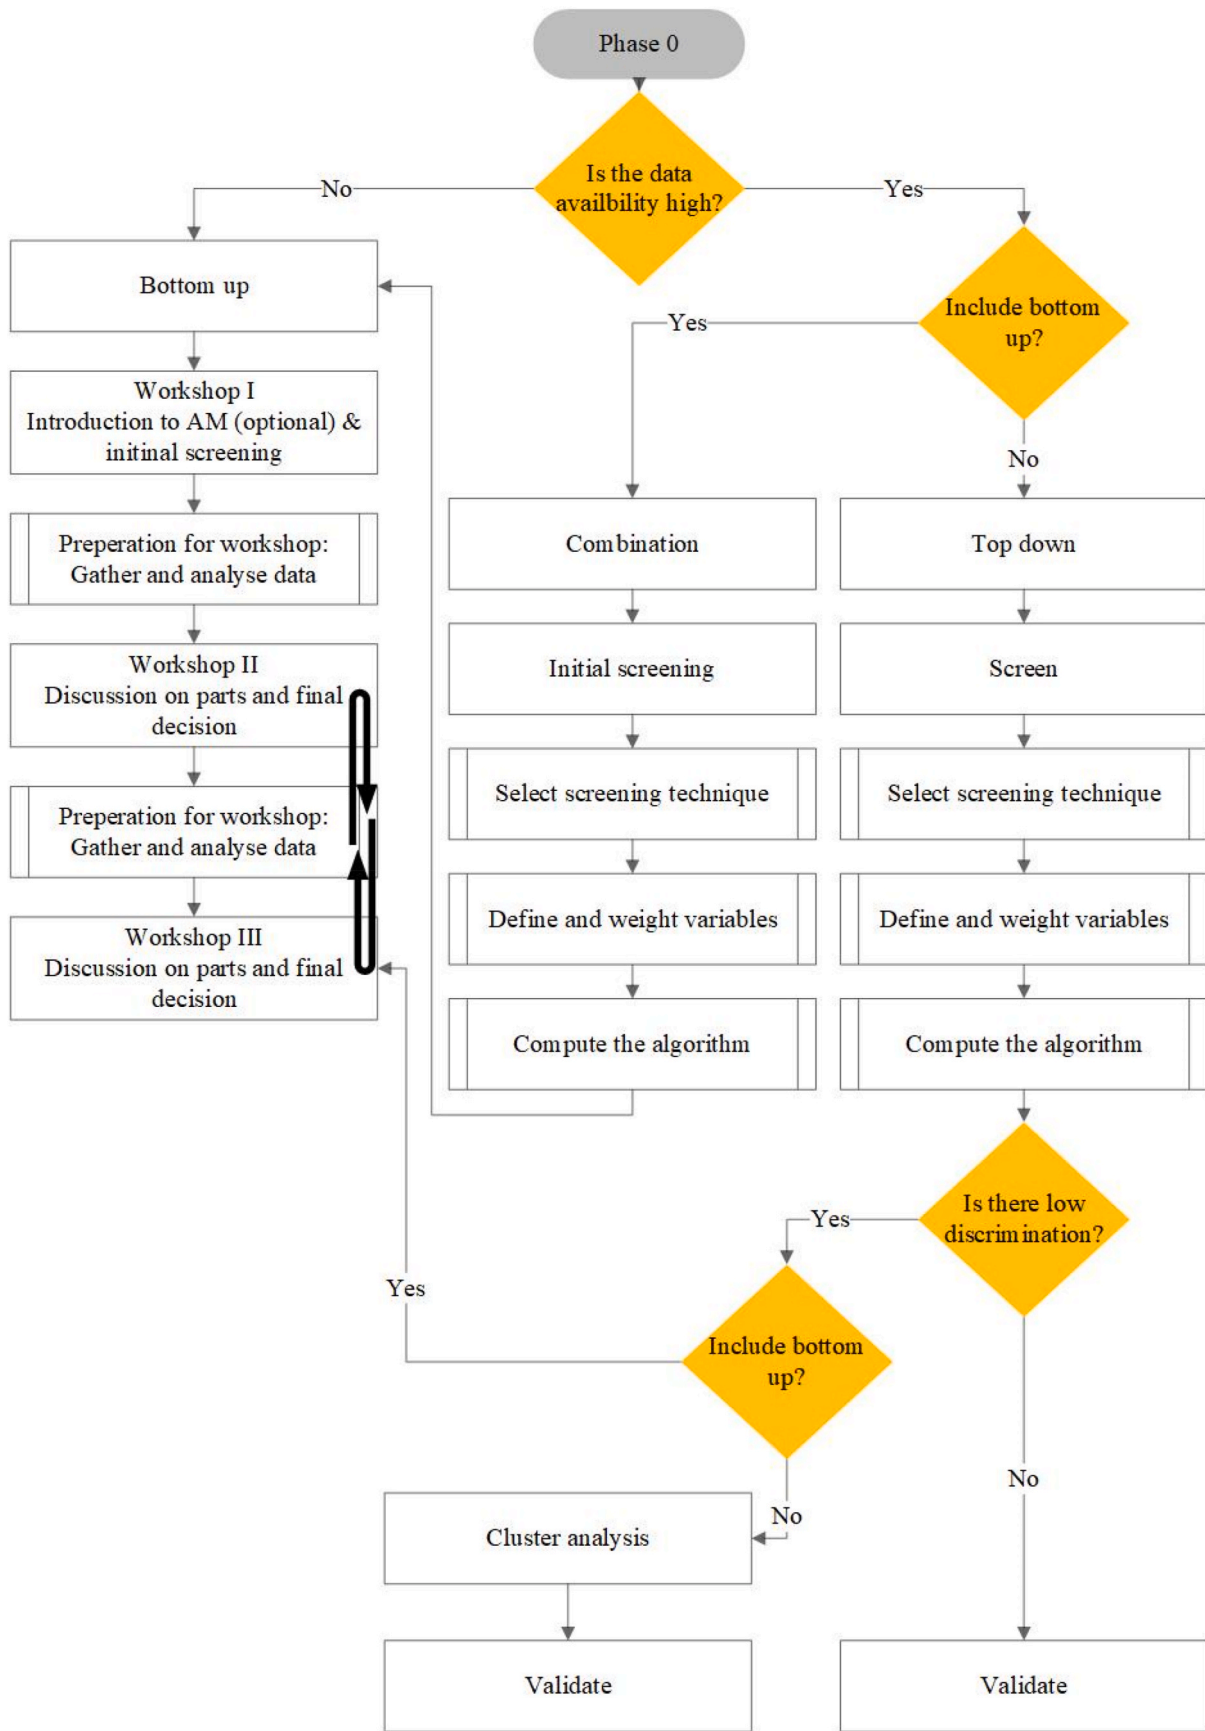 Phase 0
Is the data
availbility high?
No
Yes
Bottom up
Include bottom
up?
Yes
Workshop I
Introduction to AM (optional) &
initinal screening
No
Combination
Top down
Preperation for workshop:
Gather and analyse data
Initial screening
Screen
Workshop II
Discussion on parts and final
decision
Select screening technique
Select screening technique
Preperation for workshop:
Gather and analyse data
Define and weight variables
Define and weight variables
Workshop III
Discussion on parts and final
decision
Compute the algorithm
Compute the algorithm
Is there low
discrimination?
Yes
Yes
Include bottom
up?
No
No
Cluster analysis
Validate
Validate